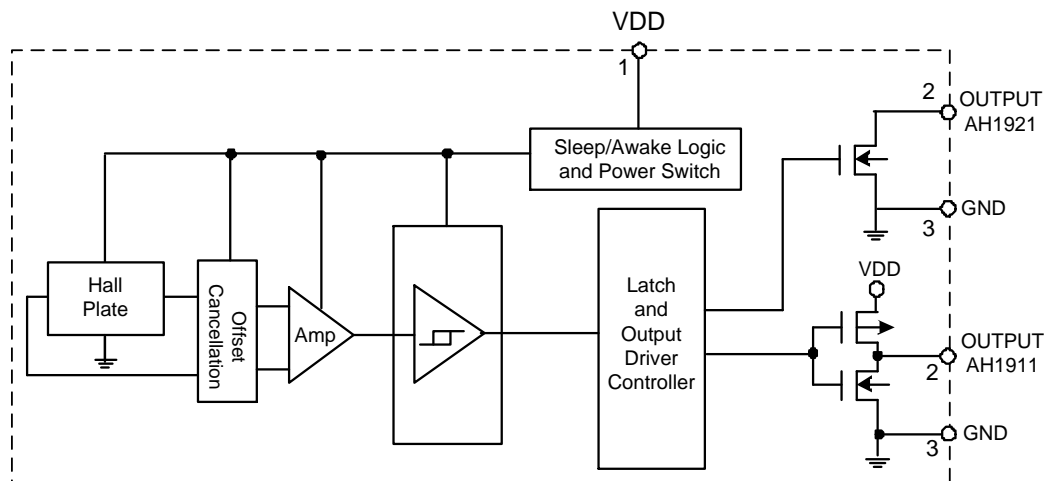 VDD
1
2
OUTPUT
AH1921
Sleep/Awake Logic
and Power Switch
GND
3
Hall
Plate
Offset
Cancellation
Amp
Latch
and
Output
Driver
Controller
VDD
OUTPUT
AH1911
2
GND
3